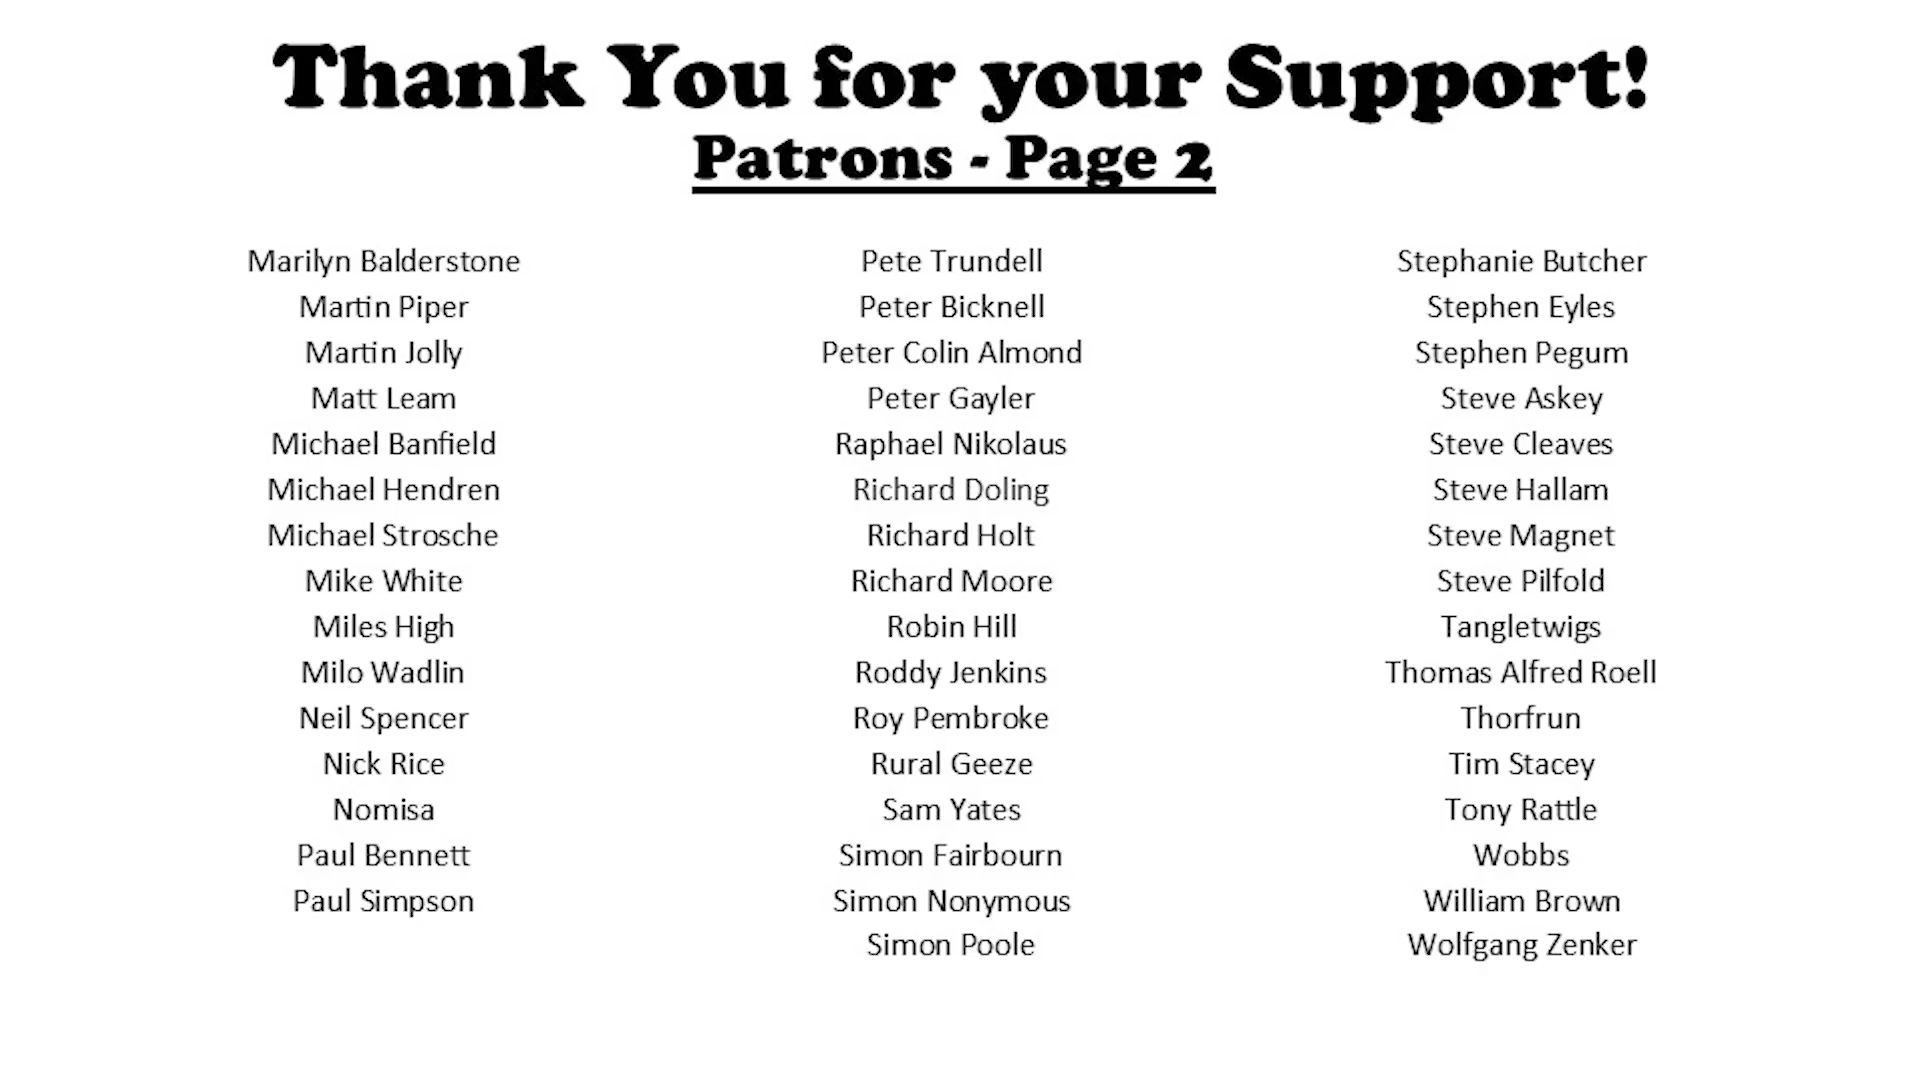 Thank You for your Support!
Patrons - Page 2
Marilyn Balderstone
Martin Piper
Martin Jolly
Matt Leam
Michael Banfield
Michael Hendren
Michael Strosche
Mike White
Miles High
Milo Wadlin
Neil Spencer
Nick Rice
Nomisa
Paul Bennett
Paul Simpson
Pete Trundell
Peter Bicknell
Peter Colin Almond
Peter Gayler
Raphael Nikolaus
Richard Doling
Richard Holt
Richard Moore
Robin Hill
Roddy Jenkins
Roy Pembroke
Rural Geeze
Sam Yates
Simon Fairbourn
Simon Nonymous
Simon Poole
Stephanie Butcher
Stephen Eyles
Stephen Pegum
Steve Askey
Steve Cleaves
Steve Hallam
Steve Magnet
Steve Pilfold
Tangletwigs
Thomas Alfred Roell
Thorfrun
Tim Stacey
Tony Rattle
Wobbs
William Brown
Wolfgang Zenker